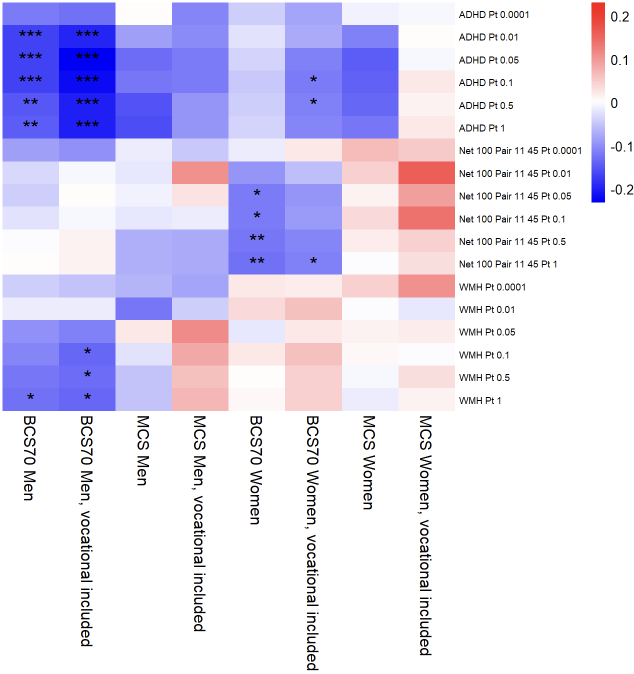 ADHD Pt 0.0001
0.2
*** *** ADHD Pt 0.01
*** *** ADHD Pt 0.05
0.1
*** *** * ADHD Pt 0.1
** *** * ADHD Pt 0.5
0
** *** ADHD Pt 1
Net 100 Pair 11 45 Pt 0.0001
-0.1
Net 100 Pair 11 45 Pt 0.01
* Net 100 Pair 11 45 Pt 0.05
-0.2
* Net 100 Pair 11 45 Pt 0.1
** Net 100 Pair 11 45 Pt 0.5
** * Net 100 Pair 11 45 Pt 1
WMH Pt 0.0001
WMH Pt 0.01
WMH Pt 0.05
* WMH Pt 0.1
* WMH Pt 0.5
* * WMH Pt 1
BCS70 Men
BCS70 Men, vocational included
MCS Men
MCS Men, vocational included
BCS70 Women
BCS70 Women, vocational included
MCS Women
MCS Women, vocational included